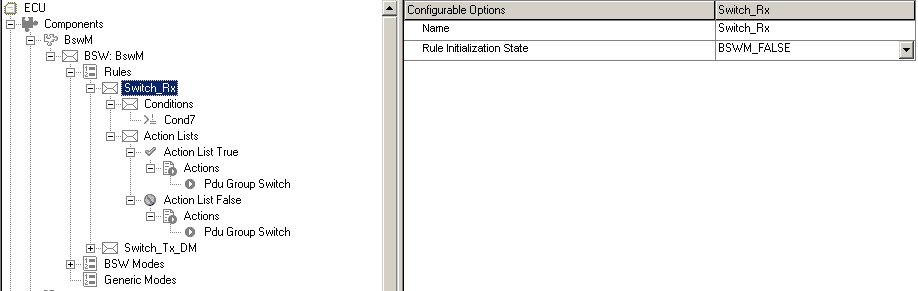 ECU
Components
BswM
BSW: BswM
Rules
Switch_Rx
Conditions
Cond7
Action Lists
Action List True
Actions
Pdu Group Switch
Action List False
Actions
Pdu Group Switch
Switch_Tx_DM
BSW Modes
Generic Modes
Configurable Options Switch_Rx
Name Switch_Rx
Rule Initialization State BSWM_FALSE